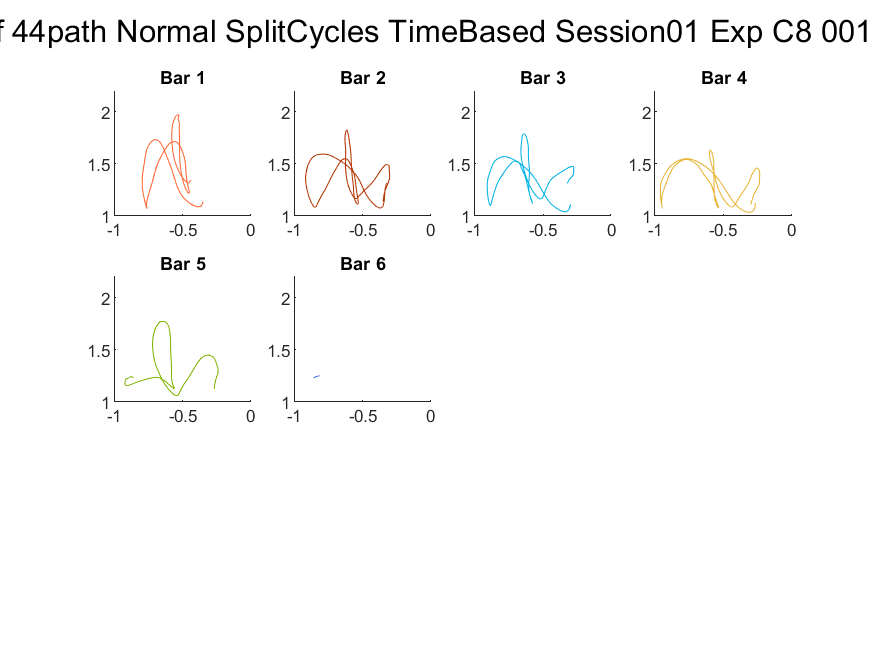 f 44path Normal SplitCycles TimeBased Session01 Exp C8 001
Bar 1 Bar 2 Bar 3 Bar 4
2 2 2 2
1.5 1.5 1.5 1.5
1 1 1 1
-1 -0.5 0 -1 -0.5 0 -1 -0.5 0 -1 -0.5 0
Bar 5 Bar 6
2 2
1.5 1.5
1 1
-1 -0.5 0 -1 -0.5 0